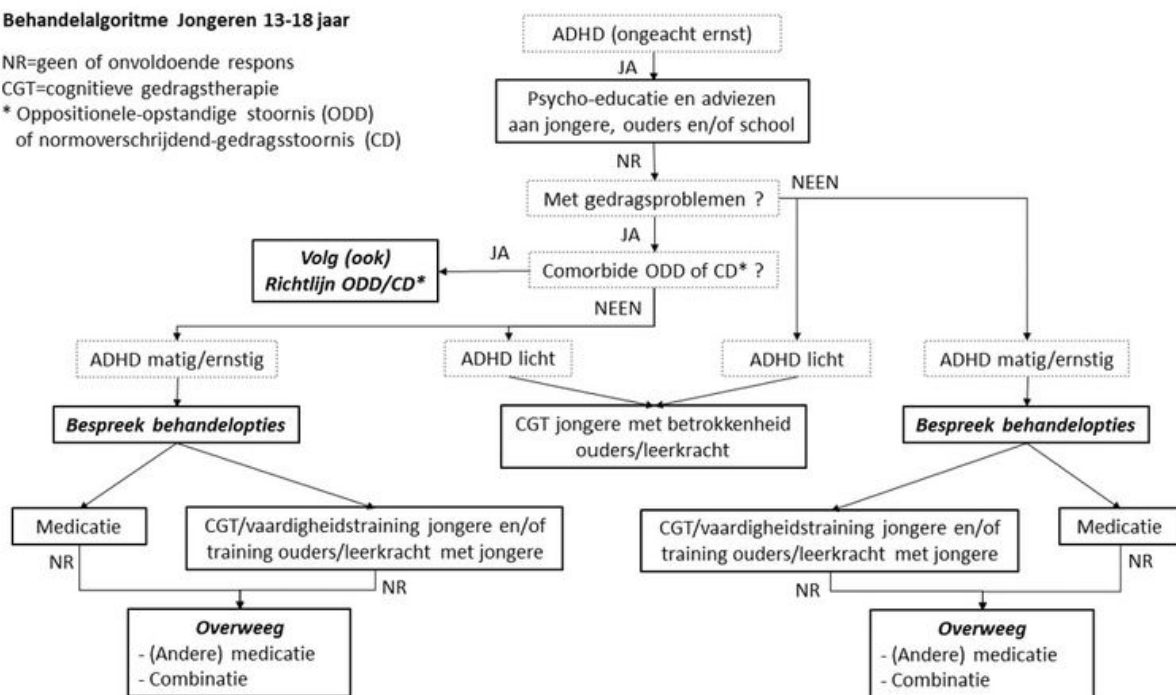 Behandelalgoritme Jongeren 13-18 jaar
NR=geen of onvoldoende respons
CGT=cognitieve gedragstherapie
* Oppositionele-opstandige stoornis (ODD)
of normoverschrijdend-gedragsstoornis (CD)
ADHD (ongeacht ernst)
JA
Psycho-educatie en adviezen
aan jongere, ouders en/of school
NR
Met gedragsproblemen ?
NEEN
JA
Comorbide ODD of CD* ?
JA
Volg (ook)
Richtlijn ODD/CD*
NEEN
ADHD matig/ernstig
ADHD licht
ADHD licht
ADHD matig/ernstig
Bespreek behandelopties
CGT jongere met betrokkenheid
ouders/leerkracht
Bespreek behandelopties
Medicatie
CGT/vaardigheidstraining jongere en/of
training ouders/leerkracht met jongere
CGT/vaardigheidstraining jongere en/of
training ouders/leerkracht met jongere
Medicatie
NR
NR
NR
NR
Overweeg
- (Andere) medicatie
- Combinatie
Overweeg
- (Andere) medicatie
- Combinatie